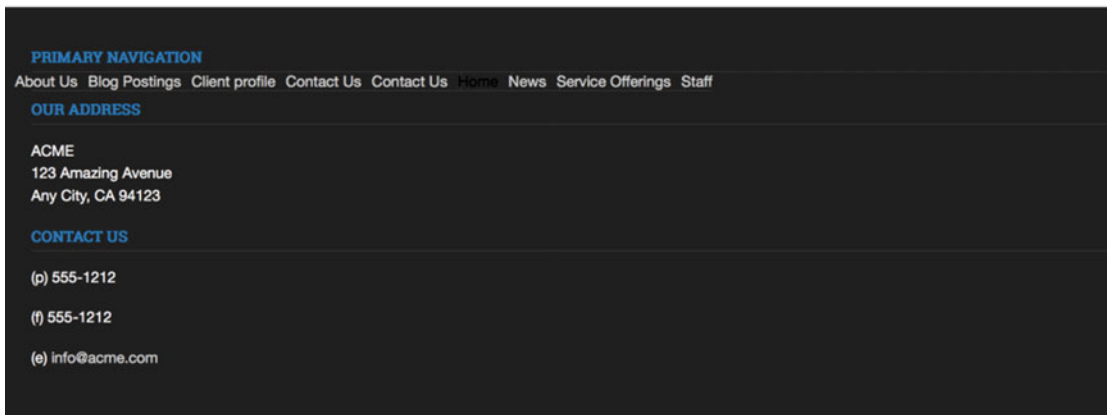 PRIMARY NAVIGATION
About Us Blog Postings Client profile Contact Us Contact Us Home News Service Offerings Staff
OUR ADDRESS
ACME
123 Amazing Avenue
Any City, CA 94123
CONTACT US
(p) 555-1212
(f) 555-1212
(e) info@acme.com